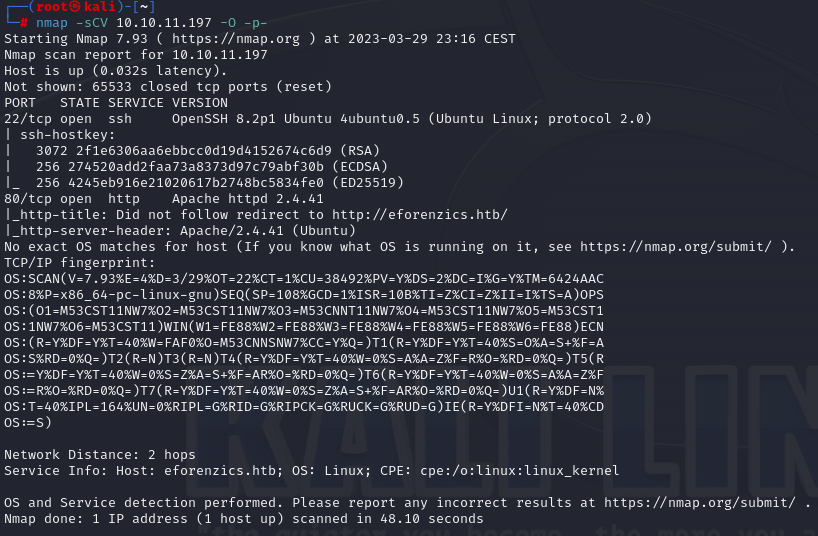 ┌──(root㉿kali)-[~]
└─# nmap -sCV 10.10.11.197 -O -p-
Starting Nmap 7.93 ( https://nmap.org ) at 2023-03-29 23:16 CEST
Nmap scan report for 10.10.11.197
Host is up (0.032s latency).
Not shown: 65533 closed tcp ports (reset)
PORT   STATE SERVICE VERSION
22/tcp open  ssh     OpenSSH 8.2p1 Ubuntu 4ubuntu0.5 (Ubuntu Linux; protocol 2.0)
| ssh-hostkey:
|   3072 2f1e6306aa6ebbcc0d19d4152674c6d9 (RSA)
|   256 274520add2faa73a8373d97c79abf30b (ECDSA)
|_  256 4245eb916e21020617b2748bc5834fe0 (ED25519)
80/tcp open  http    Apache httpd 2.4.41
|_http-title: Did not follow redirect to http://eforenzics.htb/
|_http-server-header: Apache/2.4.41 (Ubuntu)
No exact OS matches for host (If you know what OS is running on it, see https://nmap.org/submit/ ).
TCP/IP fingerprint:
OS:SCAN(V=7.93%E=4%D=3/29%OT=22%CT=1%CU=38492%PV=Y%DS=2%DC=I%G=Y%TM=6424AAC
OS:8%P=x86_64-pc-linux-gnu)SEQ(SP=108%GCD=1%ISR=10B%TI=Z%CI=Z%II=I%TS=A)OPS
OS:(O1=M53CST11NW7%O2=M53CST11NW7%O3=M53CNNT11NW7%O4=M53CST11NW7%O5=M53CST1
OS:1NW7%O6=M53CST11)WIN(W1=FE88%W2=FE88%W3=FE88%W4=FE88%W5=FE88%W6=FE88)ECN
OS:(R=Y%DF=Y%T=40%W=FAF0%O=M53CNNSNW7%CC=Y%Q=)T1(R=Y%DF=Y%T=40%S=O%A=S+%F=A
OS:S%RD=0%Q=)T2(R=N)T3(R=N)T4(R=Y%DF=Y%T=40%W=0%S=A%A=Z%F=R%O=%RD=0%Q=)T5(R
OS:=Y%DF=Y%T=40%W=0%S=Z%A=S+%F=AR%O=%RD=0%Q=)T6(R=Y%DF=Y%T=40%W=0%S=A%A=Z%F
OS:=R%O=%RD=0%Q=)T7(R=Y%DF=Y%T=40%W=0%S=Z%A=S+%F=AR%O=%RD=0%Q=)U1(R=Y%DF=N%
OS:T=40%IPL=164%UN=0%RIPL=G%RID=G%RIPCK=G%RUCK=G%RUD=G)IE(R=Y%DFI=N%T=40%CD
OS:=S)
Network Distance: 2 hops
Service Info: Host: eforenzics.htb; OS: Linux; CPE: cpe:/o:linux:linux_kernel
OS and Service detection performed. Please report any incorrect results at https://nmap.org/submit/ .
Nmap done: 1 IP address (1 host up) scanned in 48.10 seconds
KALI LIN